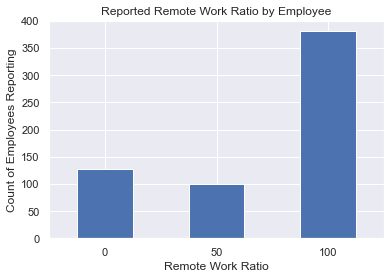 Reported Remote Work Ratio by Employee
400
350
300
250
200
150
100
50
0
Count of Employees Reporting
0 50 100
Remote Work Ratio